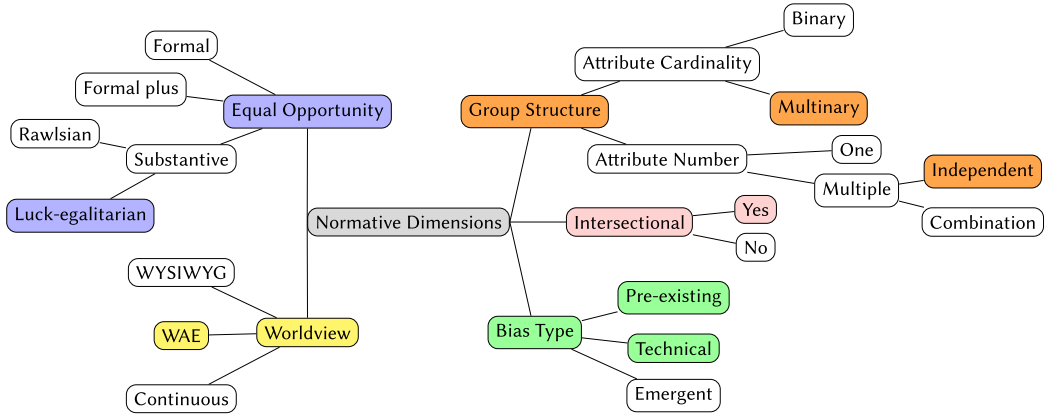 Binary
Formal
Attribute Cardinality
Formal plus
Equal Opportunity
Group Structure
Multinary
Rawlsian
Substantive
Attribute Number
One
Independent
Multiple
Luck-egalitarian
Normative Dimensions
Intersectional
Yes
Combination
No
WYSIWYG
Pre-existing
WAE
Worldview
Bias Type
Technical
Continuous
Emergent